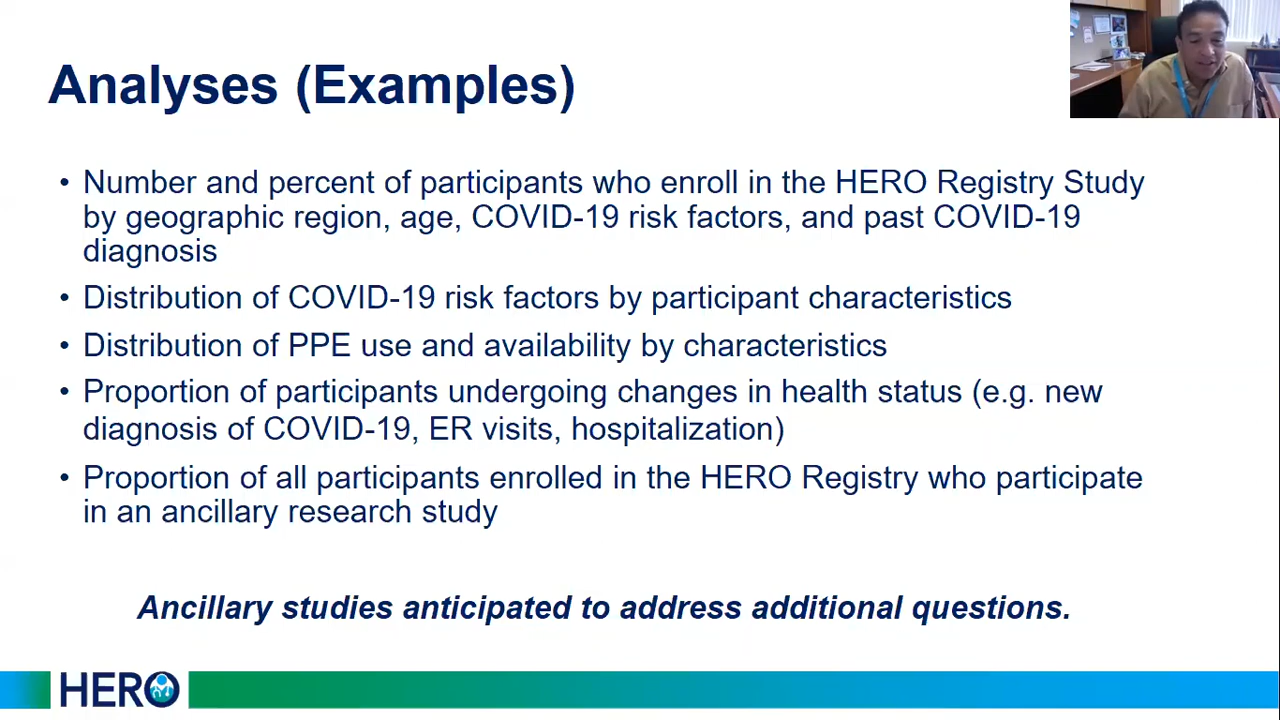 Analyses (Examples)
• Number and percent of participants who enroll in the HERO Registry Study
by geographic region, age, COVID-19 risk factors, and past COVID-19
diagnosis
• Distribution of COVID-19 risk factors by participant characteristics
• Distribution of PPE use and availability by characteristics
• Proportion of participants undergoing changes in health status (e.g. new
diagnosis of COVID-19, ER visits, hospitalization)
• Proportion of all participants enrolled in the HERO Registry who participate
in an ancillary research study
Ancillary studies anticipated to address additional questions.
HERO